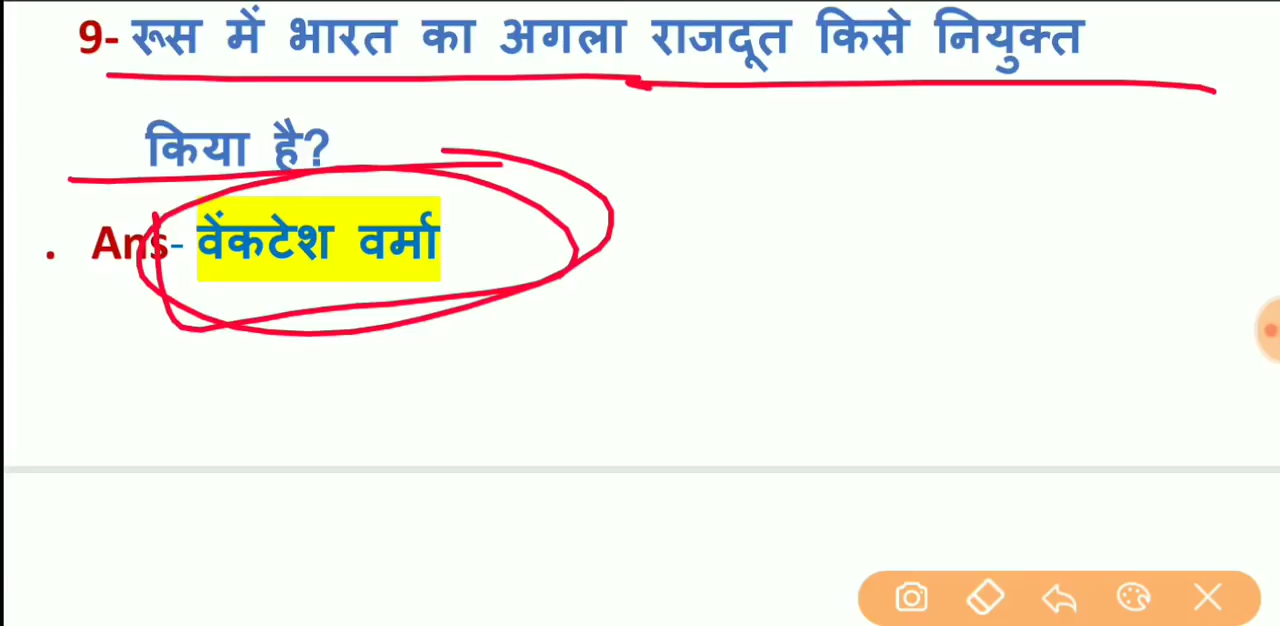 9- रूस में भारत का अगला राजदूत किसे नियुक्त
किया है?
. Ans- वेंकटेश वर्मा